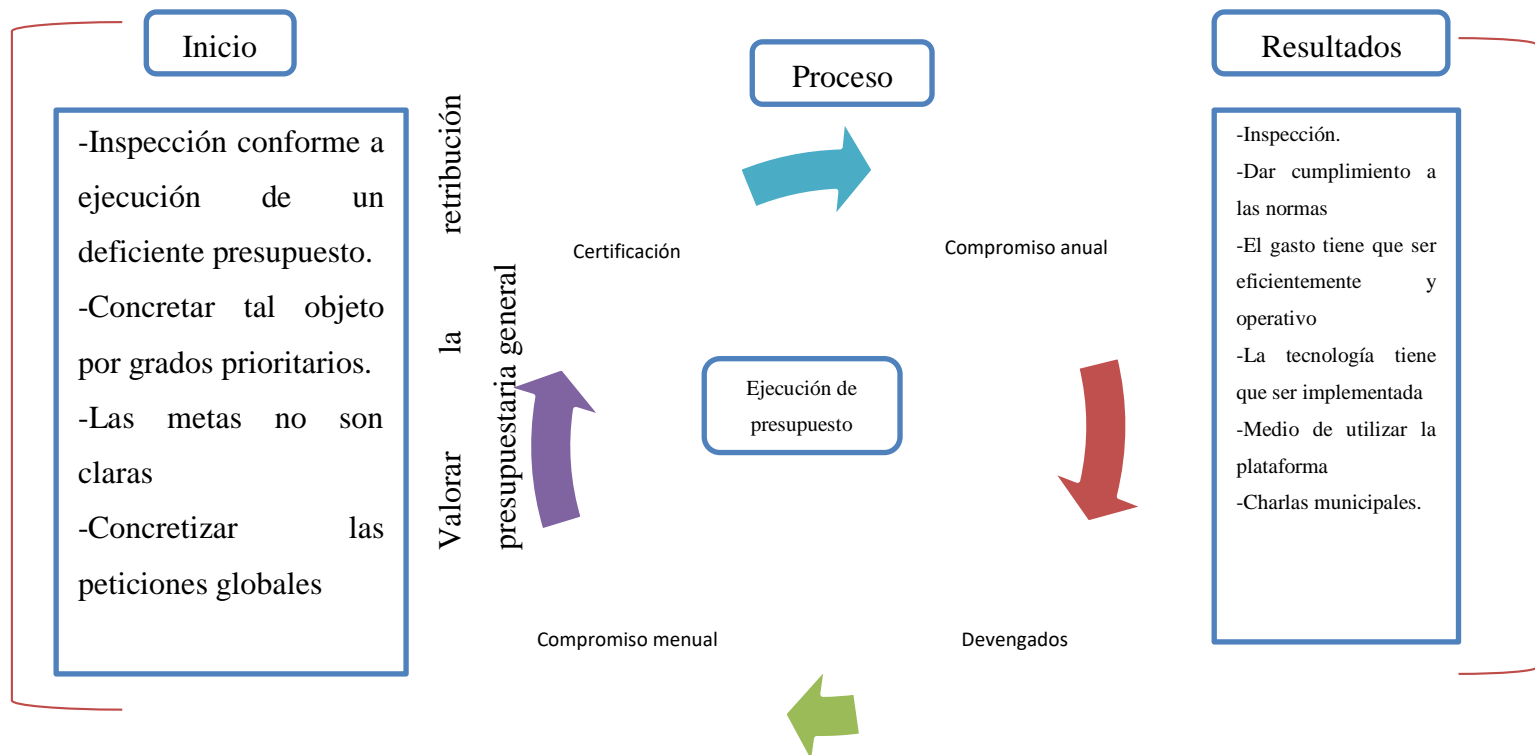 Inicio
-Inspección conforme a
ejecución de un
deficiente presupuesto.
-Concretar tal objeto
por grados prioritarios.
-Las metas no son
claras
-Concretizar las
peticiones globales
Valorar la retribución
presupuestaria general
Proceso
Certificación
Compromiso anual
Ejecución de
presupuesto
Compromiso menual
Devengados
Resultados
-Inspección.
-Dar cumplimiento a
las normas
-El gasto tiene que ser
eficientemente y
operativo
-La tecnología tiene
que ser implementada
-Medio de utilizar la
plataforma
-Charlas municipales.